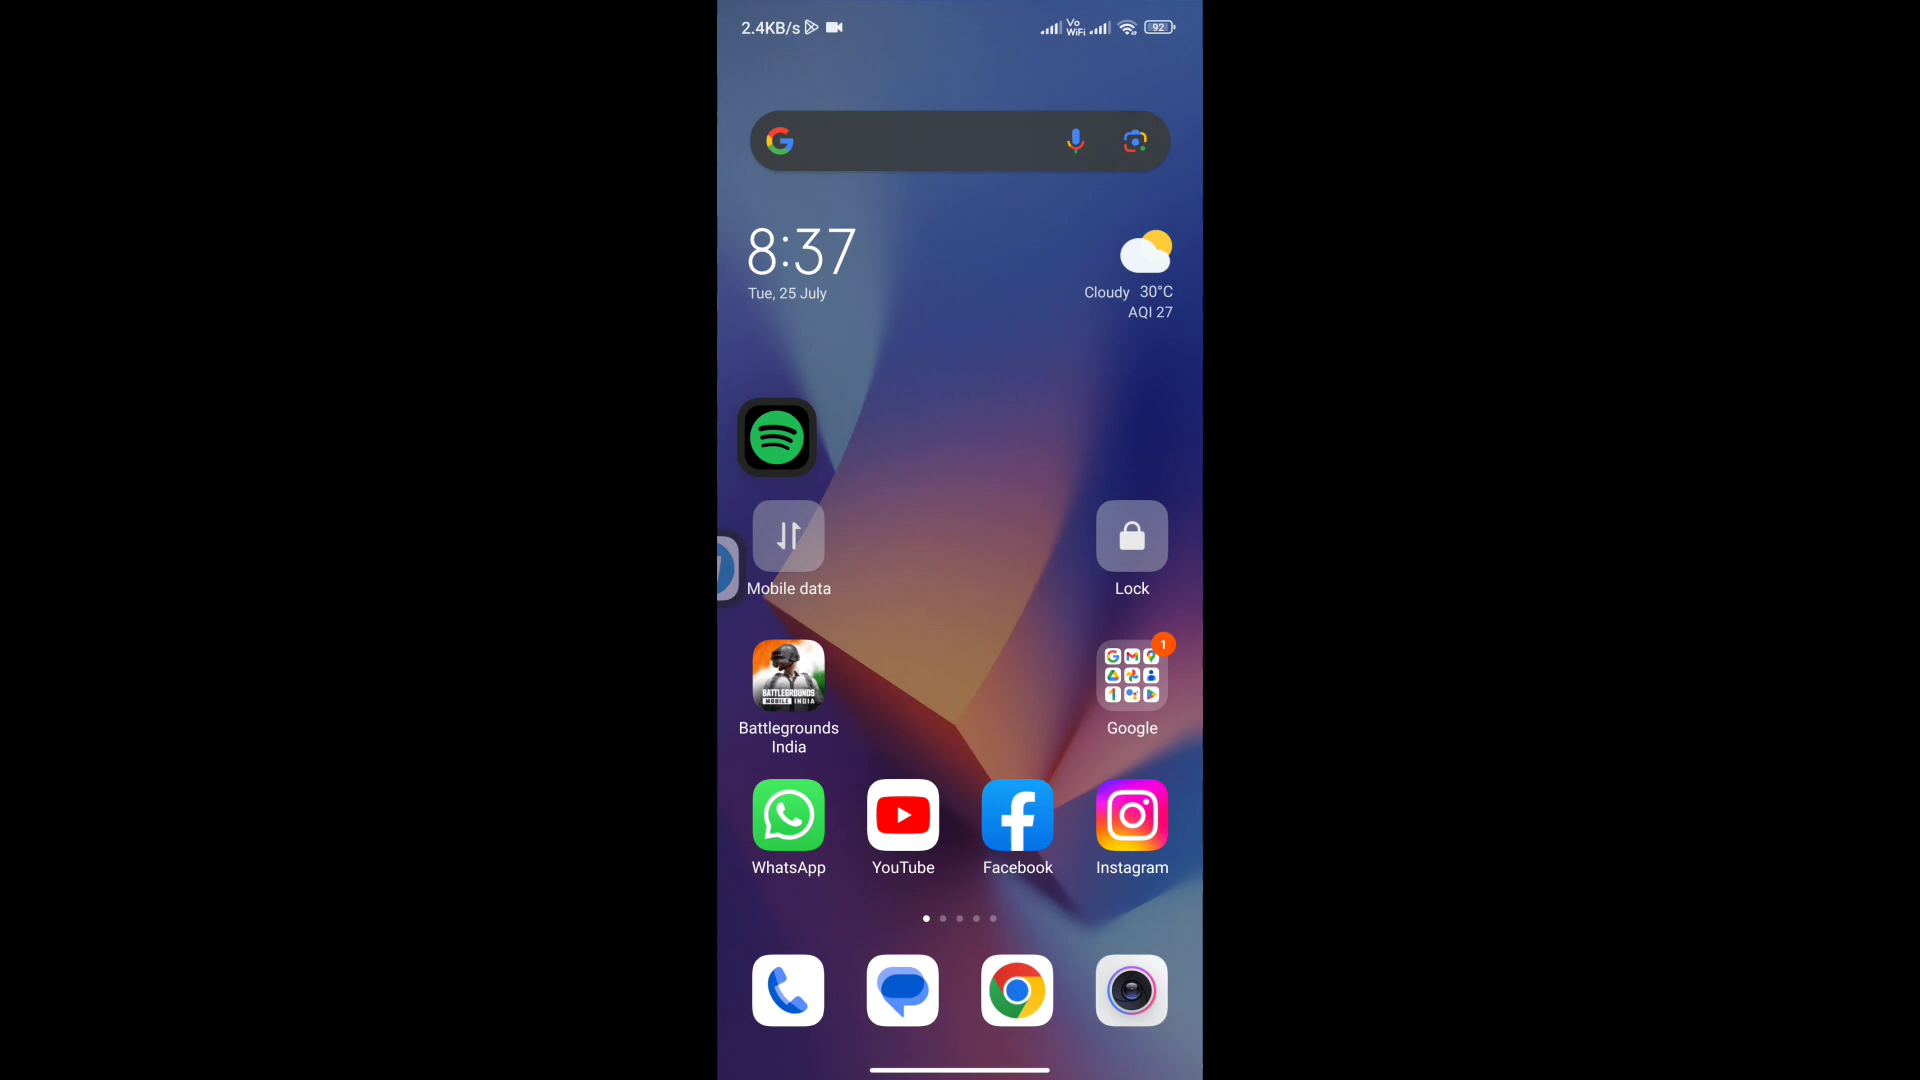 2.4KB/s
Vo
WiFi
92
8:37
Tue, 25 July
Cloudy 30°C
AQI 27
Mobile data
Lock
1
BATTLEGROUNDS
MOBILE INDIA
Battlegrounds
India
Google
WhatsApp
YouTube
Facebook
Instagram